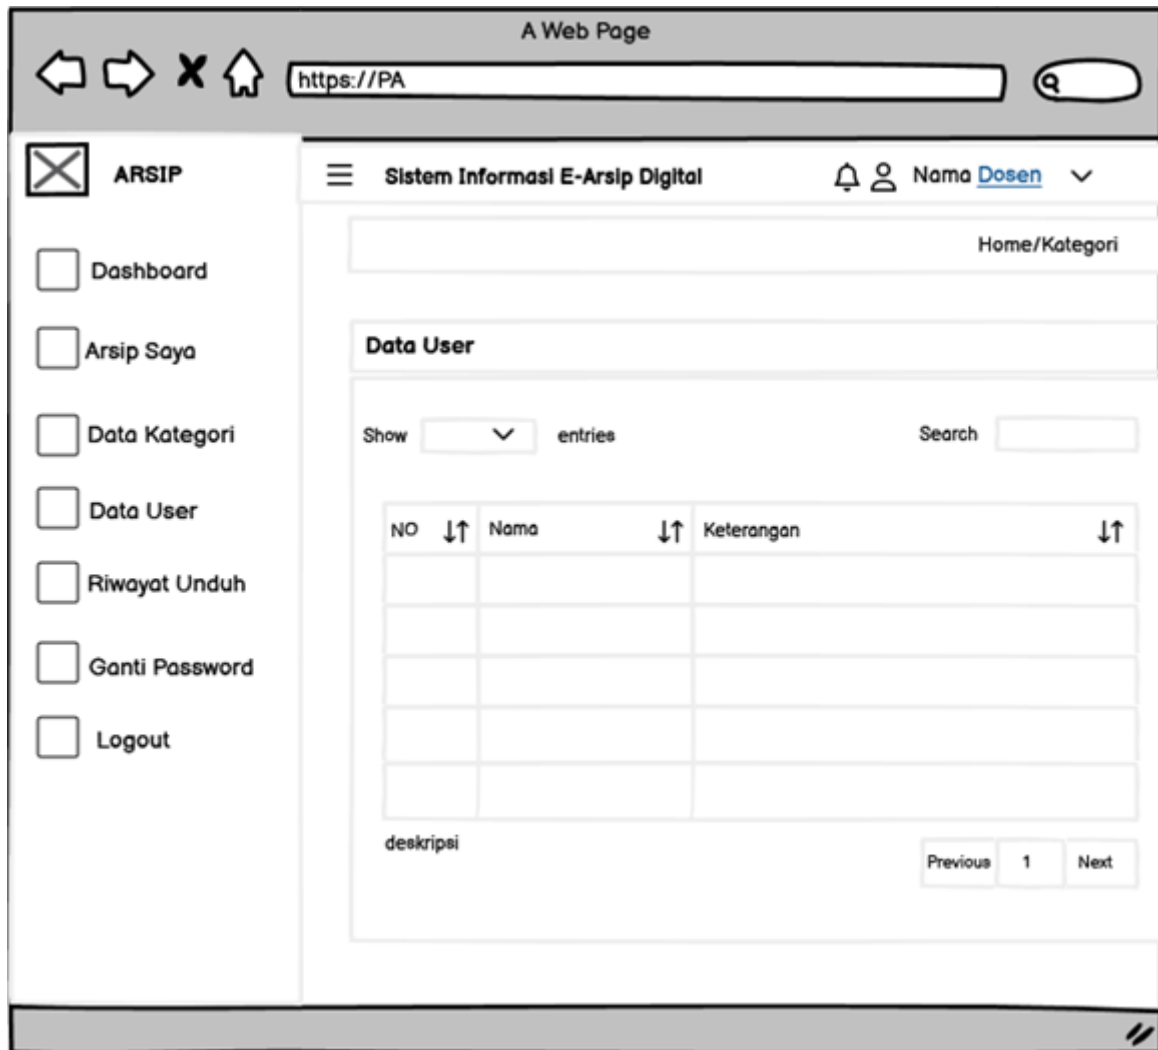 A Web Page
https://PA
ARSIP
Sistem Informasi E-Arsip Digital
Nama Dosen
Home/Kategori
Dashboard
Arsip Saya
Data Kategori
Data User
Riwayat Unduh
Ganti Password
Logout
Data User
Show entries
Search
NO Nama Keterangan
deskripsi
Previous 1 Next